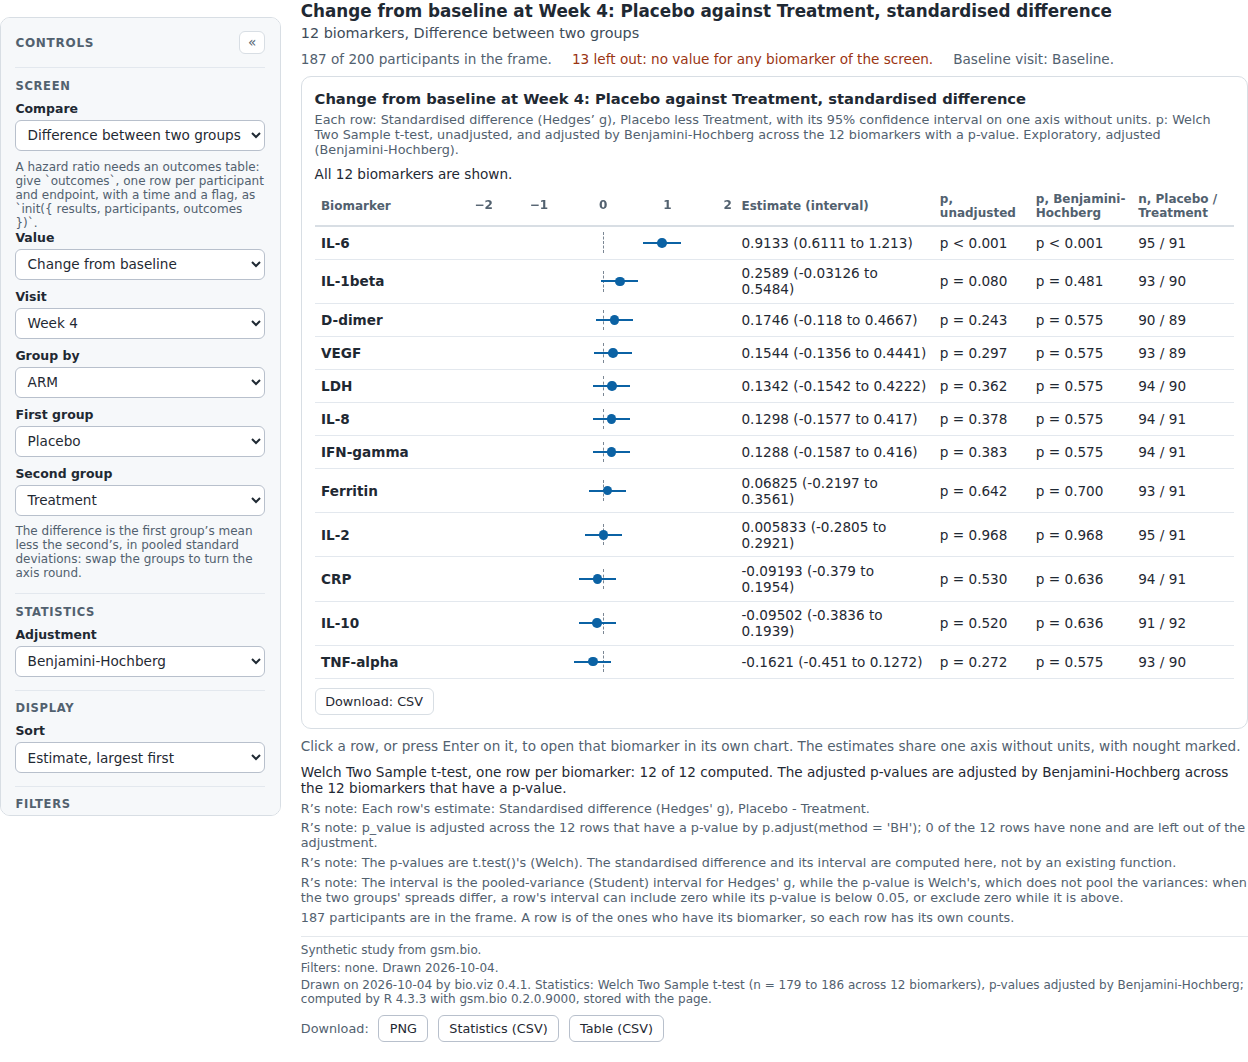 CONTROLS
«
SCREEN
Compare
Difference between two groups
A hazard ratio needs an outcomes table:
give `outcomes`, one row per participant
and endpoint, with a time and a flag, as
`init({ results, participants, outcomes
})`.
Value
Change from baseline
Visit
Week 4
Group by
ARM
First group
Placebo
Second group
Treatment
The difference is the first group’s mean
less the second’s, in pooled standard
deviations: swap the groups to turn the
axis round.
STATISTICS
Adjustment
Benjamini-Hochberg
DISPLAY
Sort
Estimate, largest first
FILTERS
Change from baseline at Week 4: Placebo against Treatment, standardised difference
12 biomarkers, Difference between two groups
187 of 200 participants in the frame. 13 left out: no value for any biomarker of the screen. Baseline visit: Baseline.
Change from baseline at Week 4: Placebo against Treatment, standardised difference
Each row: Standardised difference (Hedges’ g), Placebo less Treatment, with its 95% confidence interval on one axis without units. p: Welch
Two Sample t-test, unadjusted, and adjusted by Benjamini-Hochberg across the 12 biomarkers with a p-value. Exploratory, adjusted
(Benjamini-Hochberg).
All 12 biomarkers are shown.
Biomarker −2 −1 0 1 2 Estimate (interval) p, unadjusted p, Benjamini-Hochberg n, Placebo / Treatment
IL-6 0.9133 (0.6111 to 1.213) p < 0.001 p < 0.001 95 / 91
IL-1beta 0.2589 (-0.03126 to 0.5484) p = 0.080 p = 0.481 93 / 90
D-dimer 0.1746 (-0.118 to 0.4667) p = 0.243 p = 0.575 90 / 89
VEGF 0.1544 (-0.1356 to 0.4441) p = 0.297 p = 0.575 93 / 89
LDH 0.1342 (-0.1542 to 0.4222) p = 0.362 p = 0.575 94 / 90
IL-8 0.1298 (-0.1577 to 0.417) p = 0.378 p = 0.575 94 / 91
IFN-gamma 0.1288 (-0.1587 to 0.416) p = 0.383 p = 0.575 94 / 91
Ferritin 0.06825 (-0.2197 to 0.3561) p = 0.642 p = 0.700 93 / 91
IL-2 0.005833 (-0.2805 to 0.2921) p = 0.968 p = 0.968 95 / 91
CRP -0.09193 (-0.379 to 0.1954) p = 0.530 p = 0.636 94 / 91
IL-10 -0.09502 (-0.3836 to 0.1939) p = 0.520 p = 0.636 91 / 92
TNF-alpha -0.1621 (-0.451 to 0.1272) p = 0.272 p = 0.575 93 / 90
Download: CSV
Click a row, or press Enter on it, to open that biomarker in its own chart. The estimates share one axis without units, with nought marked.
Welch Two Sample t-test, one row per biomarker: 12 of 12 computed. The adjusted p-values are adjusted by Benjamini-Hochberg across
the 12 biomarkers that have a p-value.
R’s note: Each row's estimate: Standardised difference (Hedges' g), Placebo - Treatment.
R’s note: p_value is adjusted across the 12 rows that have a p-value by p.adjust(method = 'BH'); 0 of the 12 rows have none and are left out of the
adjustment.
R’s note: The p-values are t.test()'s (Welch). The standardised difference and its interval are computed here, not by an existing function.
R’s note: The interval is the pooled-variance (Student) interval for Hedges' g, while the p-value is Welch's, which does not pool the variances: when
the two groups' spreads differ, a row's interval can include zero while its p-value is below 0.05, or exclude zero while it is above.
187 participants are in the frame. A row is of the ones who have its biomarker, so each row has its own counts.
Synthetic study from gsm.bio.
Filters: none. Drawn 2026-10-04.
Drawn on 2026-10-04 by bio.viz 0.4.1. Statistics: Welch Two Sample t-test (n = 179 to 186 across 12 biomarkers), p-values adjusted by Benjamini-Hochberg;
computed by R 4.3.3 with gsm.bio 0.2.0.9000, stored with the page.
Download: PNG Statistics (CSV) Table (CSV)